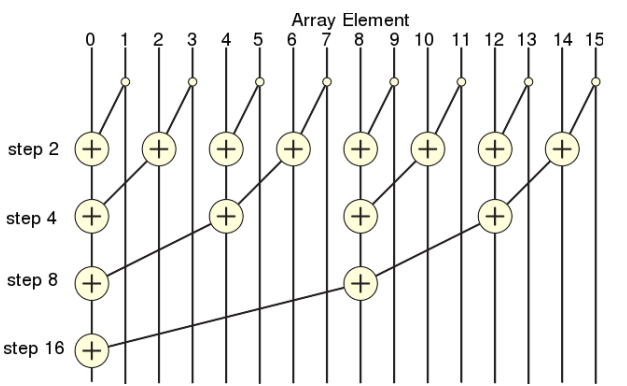 Array Element
0 1 2 3 4 5 6 7 8 9 10 11 12 13 14 15
step 2 + + + + + + + +
step 4 + + + +
step 8 + +
step 16 +